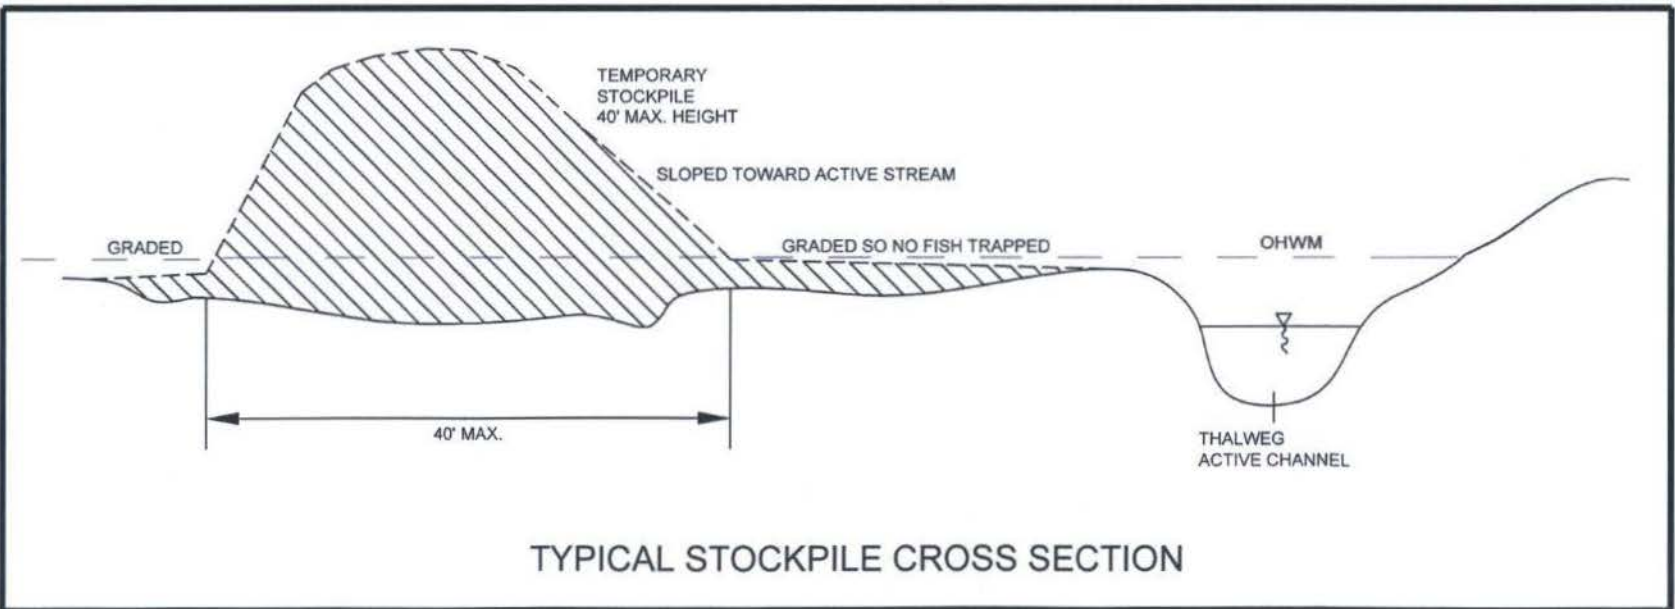 TEMPORARY
STOCKPILE
40' MAX. HEIGHT
SLOPED TOWARD ACTIVE STREAM
GRADED
GRADED SO NO FISH TRAPPED
OHWM
40' MAX.
THALWEG
ACTIVE CHANNEL
TYPICAL STOCKPILE CROSS SECTION